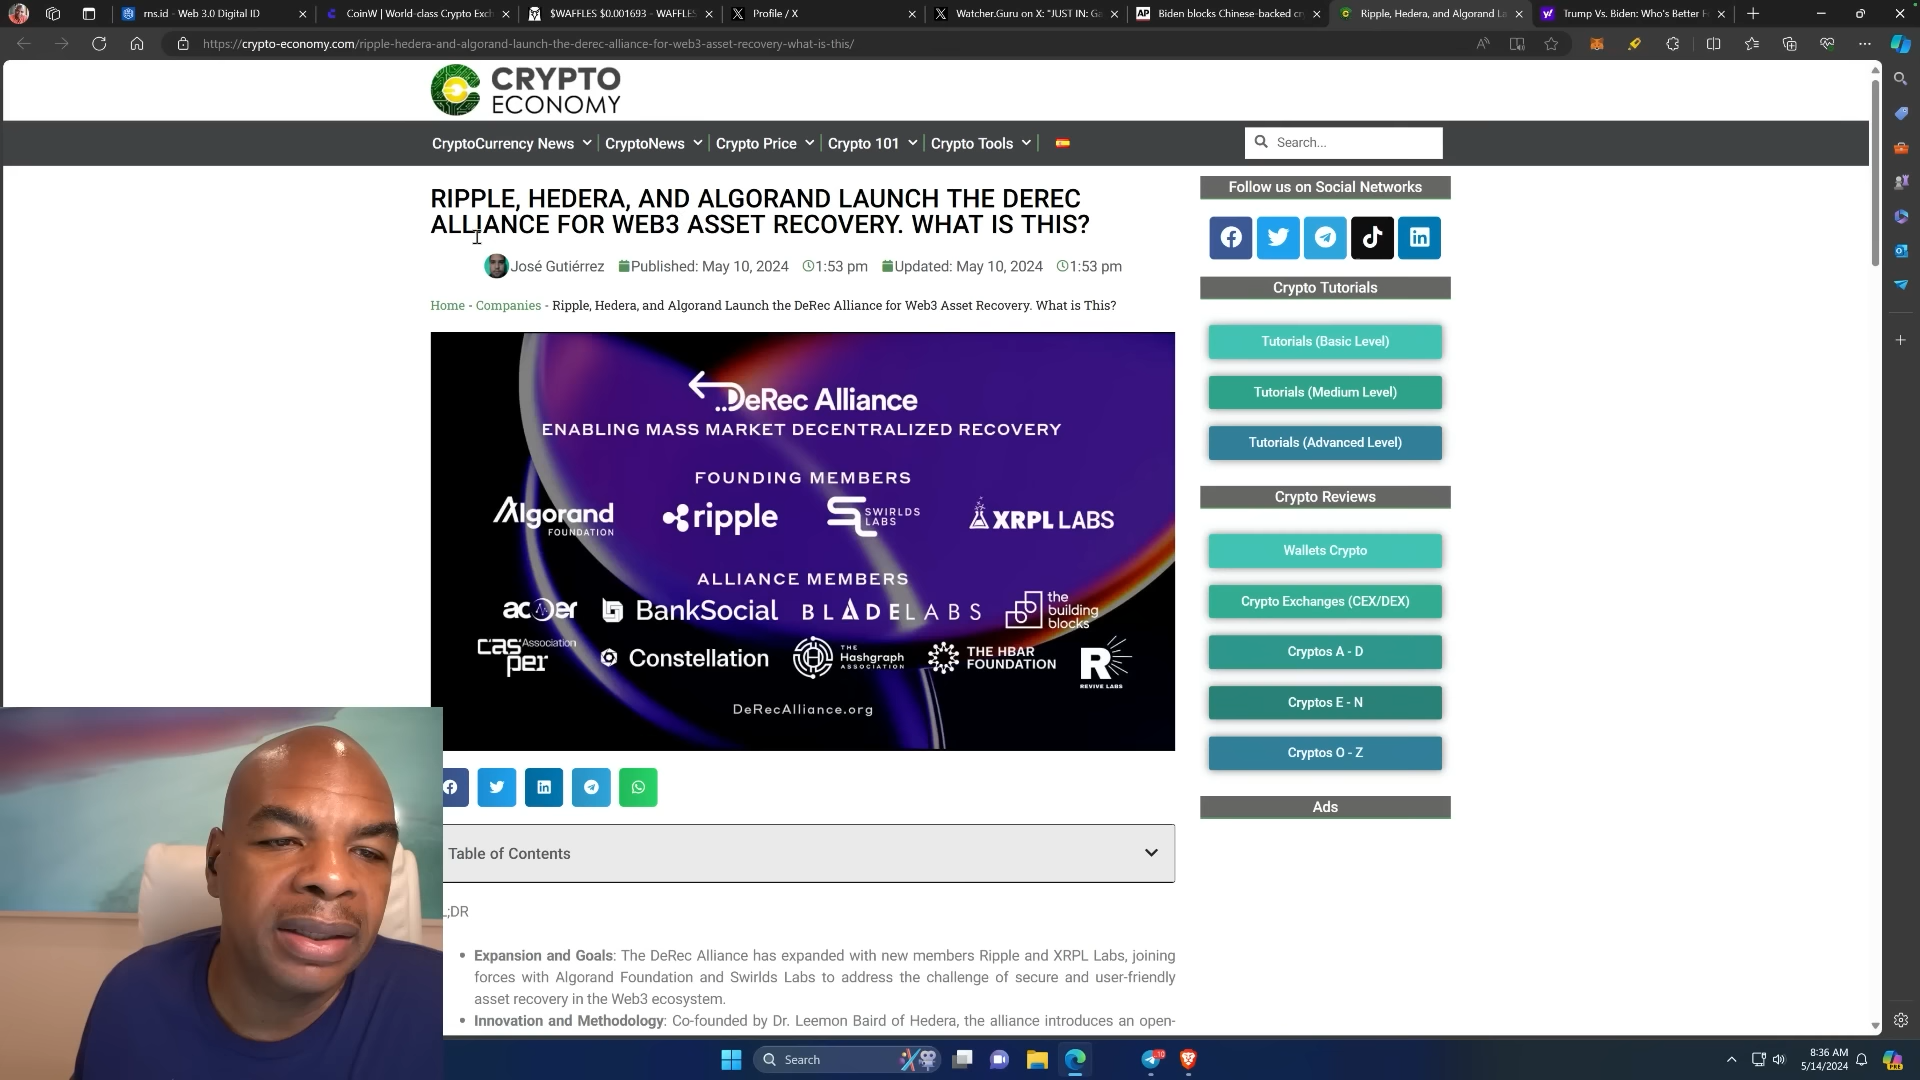 rns.id - Web 3.0 Digital ID
CoinW | World-class Crypto Exch
$WAFFLES $0.001693 - WAFFLES
Profile / X
Watcher.Guru on X: "JUST IN: Ga
Biden blocks Chinese-backed cr
Ripple, Hedera, and Algorand La
Trump Vs. Biden: Who's Better F
https://crypto-economy.com/ripple-hedera-and-algorand-launch-the-derec-alliance-for-web3-asset-recovery-what-is-this/
CRYPTO
ECONOMY
CryptoCurrency News
CryptoNews
Crypto Price
Crypto 101
Crypto Tools
Search...
RIPPLE, HEDERA, AND ALGORAND LAUNCH THE DEREC
ALLIANCE FOR WEB3 ASSET RECOVERY. WHAT IS THIS?
José Gutiérrez Published: May 10, 2024 1:53 pm Updated: May 10, 2024 1:53 pm
Home - Companies - Ripple, Hedera, and Algorand Launch the DeRec Alliance for Web3 Asset Recovery. What is This?
DeRec Alliance
ENABLING MASS MARKET DECENTRALIZED RECOVERY
FOUNDING MEMBERS
Algorand
FOUNDATION
ripple
SWIRLDS
LABS
XRPL LABS
ALLIANCE MEMBERS
acoer
BankSocial
BLADELABS
the
building
blocks
casper
Association
Constellation
THE
Hashgraph
ASSOCIATION
THE HBAR
FOUNDATION
R
REVIVE LABS
DeRecAlliance.org
Table of Contents
L;DR
Expansion and Goals: The DeRec Alliance has expanded with new members Ripple and XRPL Labs, joining
forces with Algorand Foundation and Swirlds Labs to address the challenge of secure and user-friendly
asset recovery in the Web3 ecosystem.
Innovation and Methodology: Co-founded by Dr. Leemon Baird of Hedera, the alliance introduces an open-
Follow us on Social Networks
Crypto Tutorials
Tutorials (Basic Level)
Tutorials (Medium Level)
Tutorials (Advanced Level)
Crypto Reviews
Wallets Crypto
Crypto Exchanges (CEX/DEX)
Cryptos A - D
Cryptos E - N
Cryptos O - Z
Ads
Search
8:36 AM
5/14/2024